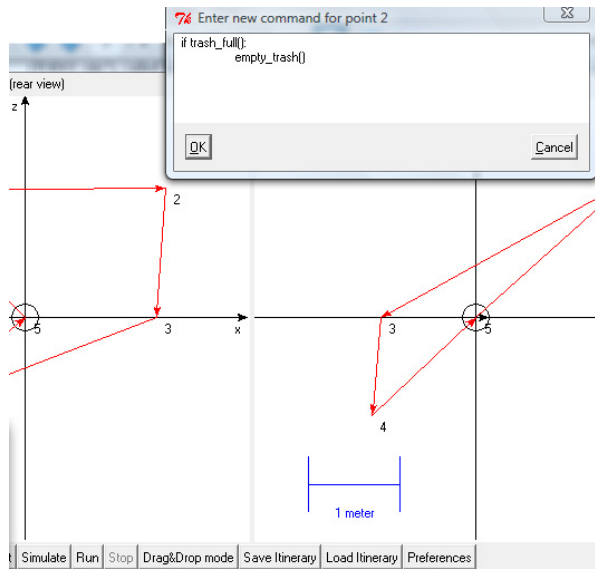 Enter new command for point 2
if trash_full():
empty_trash()
OK
Cancel
(rear view)
z
2
5
3
x
3
5
4
1 meter
Simulate
Run
Stop
Drag&Drop mode
Save Itinerary
Load Itinerary
Preferences